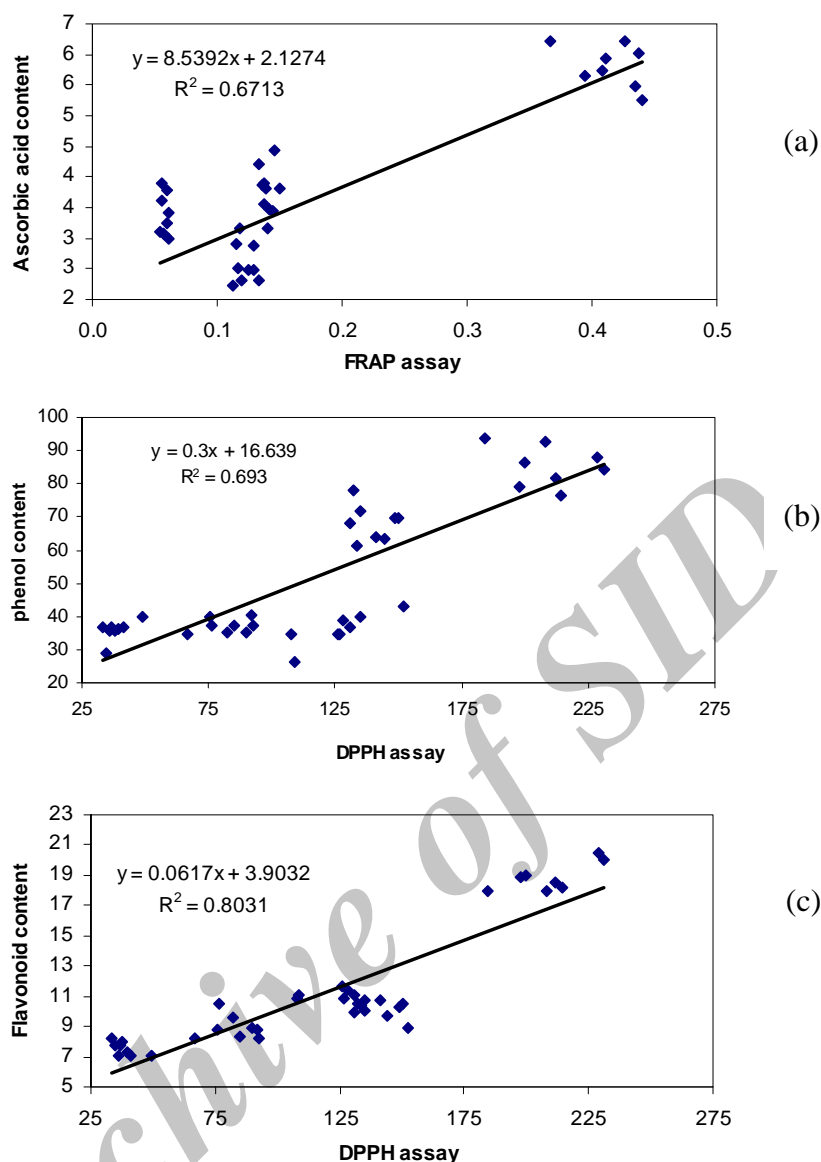 7
6
6
5
5
4
4
3
3
2
Ascorbic acid content
y = 8.5392x + 2.1274
R² = 0.6713
(a)
0.0 0.1 0.2 0.3 0.4 0.5
FRAP assay
100
90
80
70
60
50
40
30
20
phenol content
y = 0.3x + 16.639
R² = 0.693
(b)
25 75 125 175 225 275
DPPH assay
23
21
19
17
15
13
11
9
7
5
Flavonoid content
y = 0.0617x + 3.9032
R² = 0.8031
(c)
25 75 125 175 225 275
DPPH assay
chive of SID